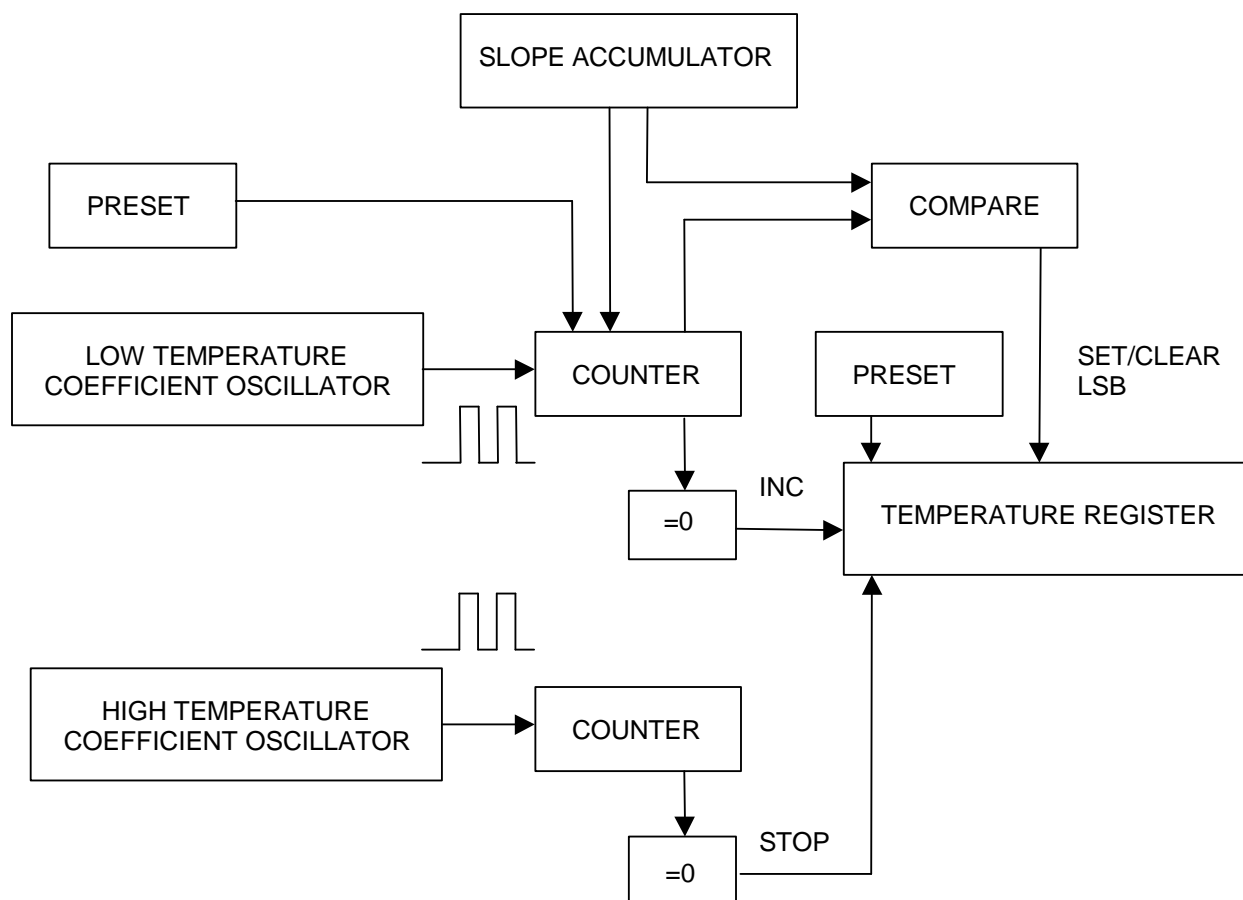 SLOPE ACCUMULATOR
PRESET
COMPARE
LOW TEMPERATURE
COEFFICIENT OSCILLATOR
COUNTER
PRESET
SET/CLEAR
LSB
=0
INC
TEMPERATURE REGISTER
HIGH TEMPERATURE
COEFFICIENT OSCILLATOR
COUNTER
=0
STOP